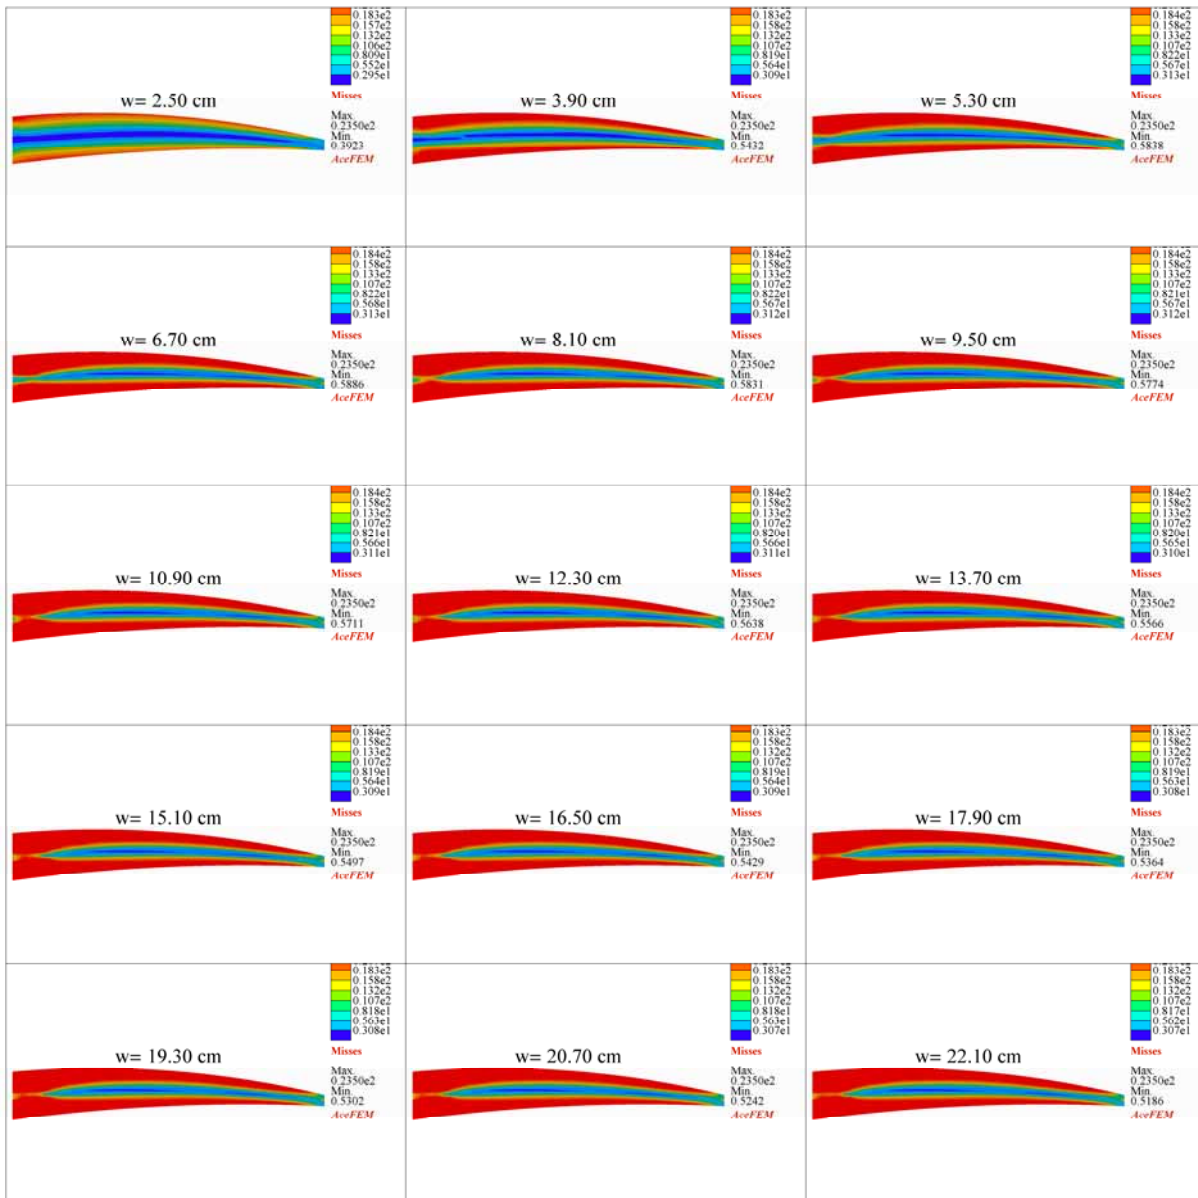 0.183e2
0.157e2
0.132e2
0.106e2
0.809e1
0.552e1
0.295e1
Misses
w= 2.50 cm
Max.
0.2350e2
Min.
0.3923
AceFEM
0.183e2
0.158e2
0.132e2
0.107e2
0.819e1
0.564e1
0.309e1
Misses
w= 3.90 cm
Max.
0.2350e2
Min.
0.5432
AceFEM
0.184e2
0.158e2
0.133e2
0.107e2
0.822e1
0.567e1
0.313e1
Misses
w= 5.30 cm
Max.
0.2350e2
Min.
0.5838
AceFEM
0.184e2
0.158e2
0.133e2
0.107e2
0.822e1
0.568e1
0.313e1
Misses
w= 6.70 cm
Max.
0.2350e2
Min.
0.5886
AceFEM
0.184e2
0.158e2
0.133e2
0.107e2
0.822e1
0.567e1
0.312e1
Misses
w= 8.10 cm
Max.
0.2350e2
Min.
0.5831
AceFEM
0.184e2
0.158e2
0.133e2
0.107e2
0.821e1
0.567e1
0.312e1
Misses
w= 9.50 cm
Max.
0.2350e2
Min.
0.5774
AceFEM
0.184e2
0.158e2
0.133e2
0.107e2
0.821e1
0.566e1
0.311e1
Misses
w= 10.90 cm
Max.
0.2350e2
Min.
0.5711
AceFEM
0.184e2
0.158e2
0.133e2
0.107e2
0.820e1
0.566e1
0.311e1
Misses
w= 12.30 cm
Max.
0.2350e2
Min.
0.5638
AceFEM
0.184e2
0.158e2
0.133e2
0.107e2
0.820e1
0.565e1
0.310e1
Misses
w= 13.70 cm
Max.
0.2350e2
Min.
0.5566
AceFEM
0.184e2
0.158e2
0.133e2
0.107e2
0.819e1
0.564e1
0.309e1
Misses
w= 15.10 cm
Max.
0.2350e2
Min.
0.5497
AceFEM
0.183e2
0.158e2
0.132e2
0.107e2
0.819e1
0.564e1
0.309e1
Misses
w= 16.50 cm
Max.
0.2350e2
Min.
0.5429
AceFEM
0.183e2
0.158e2
0.132e2
0.107e2
0.819e1
0.563e1
0.308e1
Misses
w= 17.90 cm
Max.
0.2350e2
Min.
0.5364
AceFEM
0.183e2
0.158e2
0.132e2
0.107e2
0.818e1
0.563e1
0.308e1
Misses
w= 19.30 cm
Max.
0.2350e2
Min.
0.5302
AceFEM
0.183e2
0.158e2
0.132e2
0.107e2
0.818e1
0.563e1
0.307e1
Misses
w= 20.70 cm
Max.
0.2350e2
Min.
0.5242
AceFEM
0.183e2
0.158e2
0.132e2
0.107e2
0.817e1
0.562e1
0.307e1
Misses
w= 22.10 cm
Max.
0.2350e2
Min.
0.5186
AceFEM